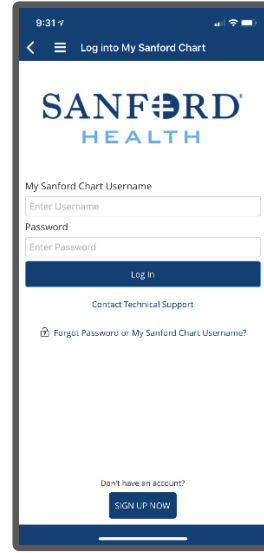 9:31
Log into My Sanford Chart
SANFORD®
HEALTH
My Sanford Chart Username
Enter Username
Password
Enter Password
Log In
Contact Technical Support
Forgot Password or My Sanford Chart Username?
Don't have an account?
SIGN UP NOW